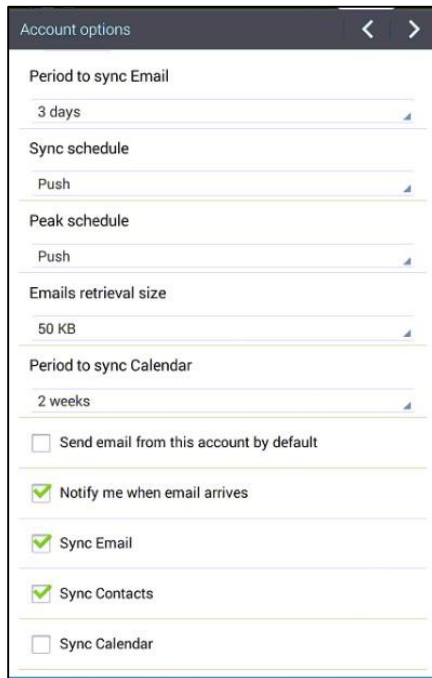 Account options
Period to sync Email
3 days
Sync schedule
Push
Peak schedule
Push
Emails retrieval size
50 KB
Period to sync Calendar
2 weeks
Send email from this account by default
Notify me when email arrives
Sync Email
Sync Contacts
Sync Calendar